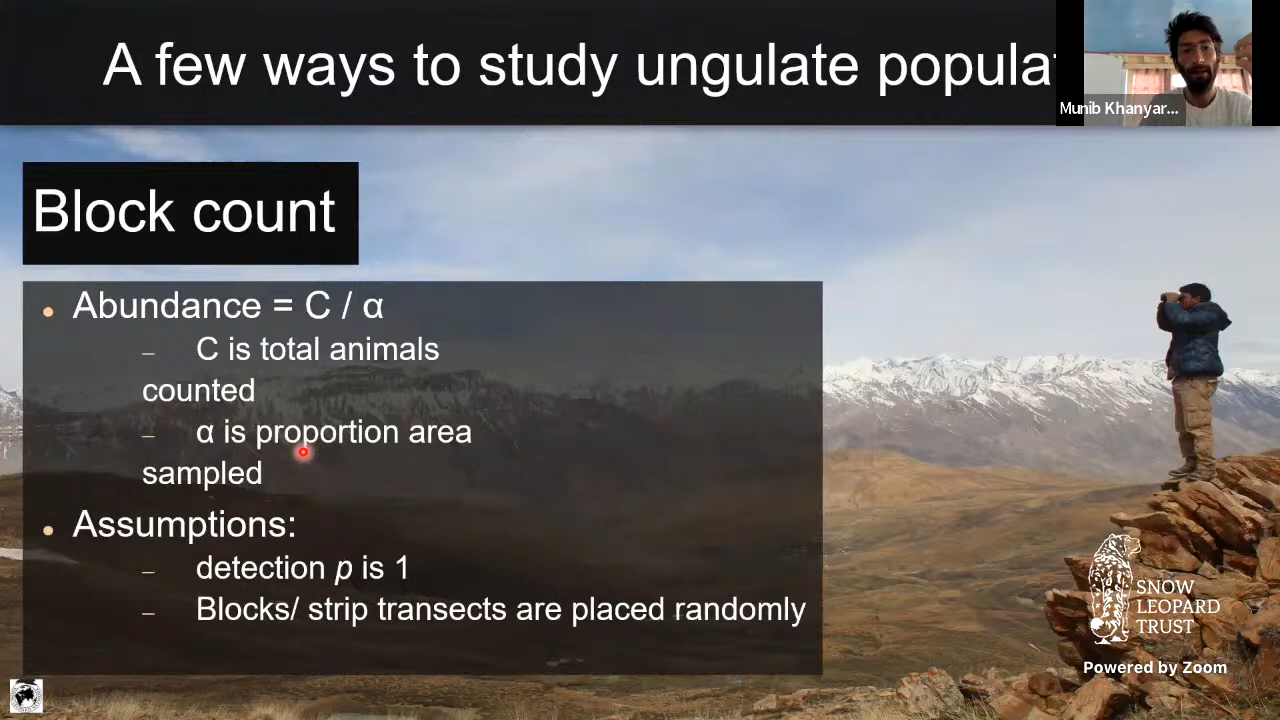 A few ways to study ungulate populat
Munib Khanyar...
Block count
• Abundance = C / α
– C is total animals
counted
– α is proportion area
sampled
• Assumptions:
– detection p is 1
– Blocks/ strip transects are placed randomly
SNOW
LEOPARD
TRUST
Powered by Zoom